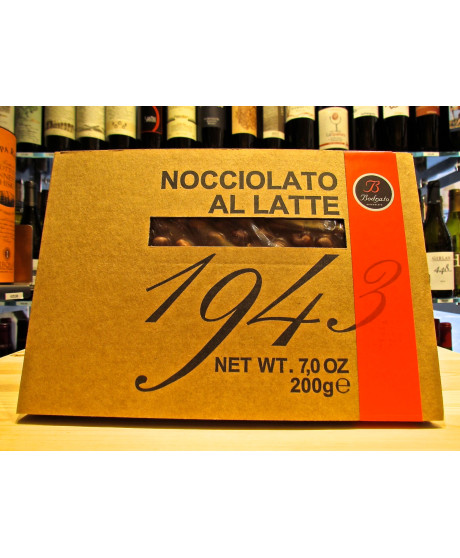 NOCCIOLATO
AL LATTE
B
Bodrato
1943
NET WT. 7,0 OZ
200g℮